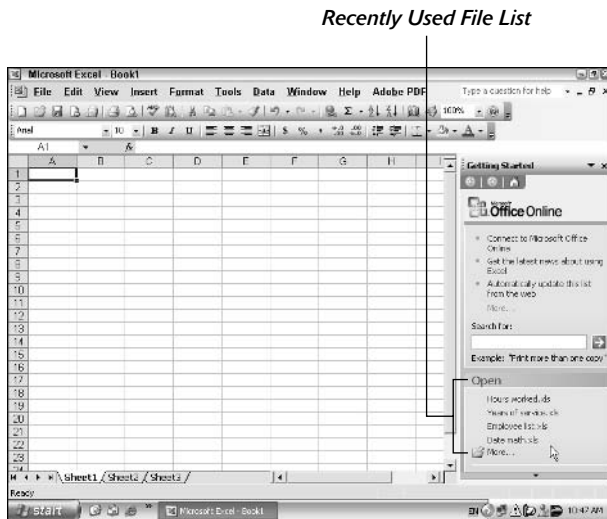 Recently Used File List
Microsoft Excel - Book1
File Edit View Insert Format Tools Data Window Help Adobe PDF
Type a question for help
Arial 10 B I U $ % , 100%
A1 fx
A B C D E F G H I
1
2
3
4
5
6
7
8
9
10
11
12
13
14
15
16
17
18
19
20
21
22
23
24
Getting Started
Microsoft
Office Online
Connect to Microsoft Office
Online
Get the latest news about using
Excel
Automatically update this list
from the web
More...
Search for:
Example: "Print more than one copy"
Open
Hours worked.xls
Years of service.xls
Employee list.xls
Date math.xls
More...
Sheet1 Sheet2 Sheet3
Ready
start
Microsoft Excel - Book1
EN
10:47 AM